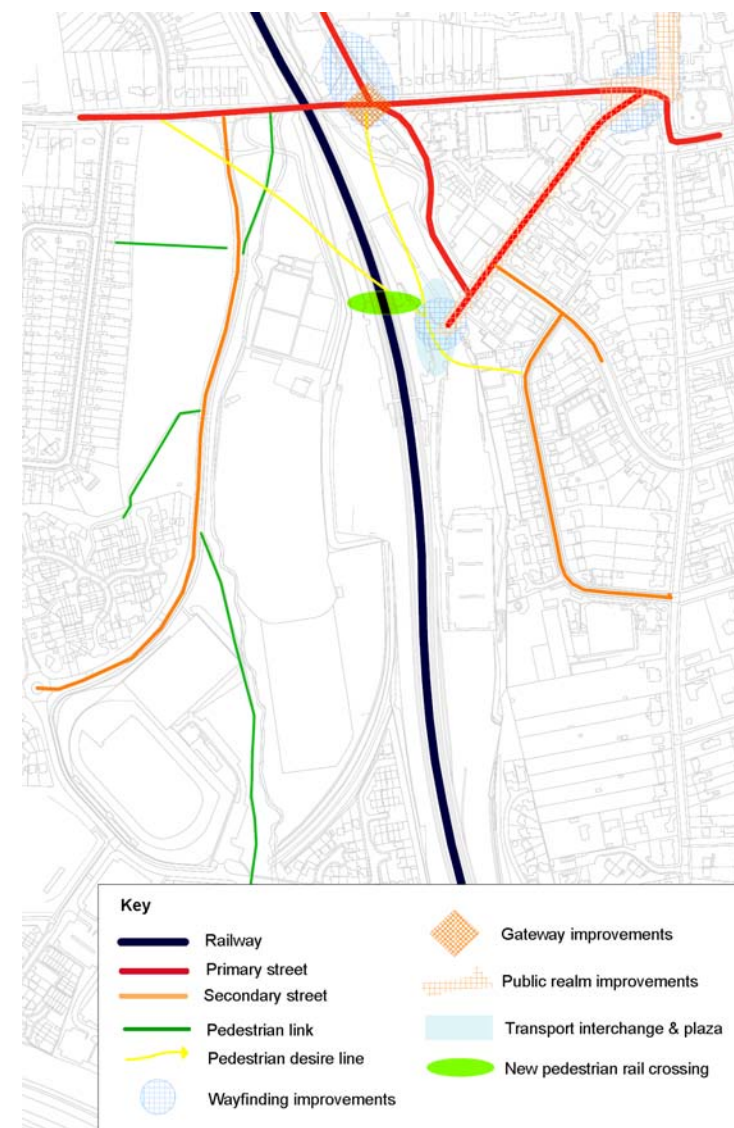 Key
Railway
Primary street
Secondary street
Pedestrian link
Pedestrian desire line
Wayfinding improvements
Gateway improvements
Public realm improvements
Transport interchange & plaza
New pedestrian rail crossing